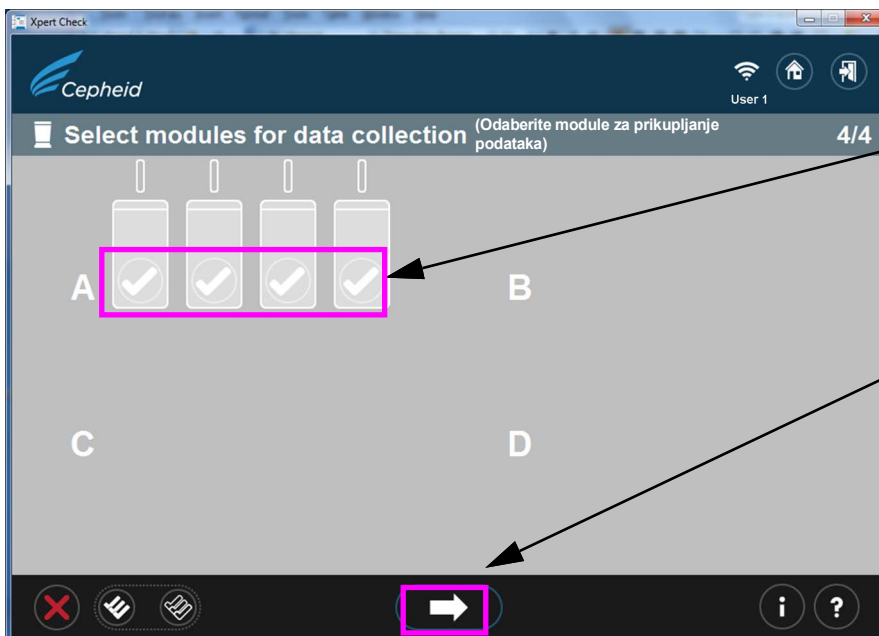 Xpert Check
Cepheid
User 1
Select modules for data collection (Odaberite module za prikupljanje
podataka)
4/4
A
B
C
D
i
?